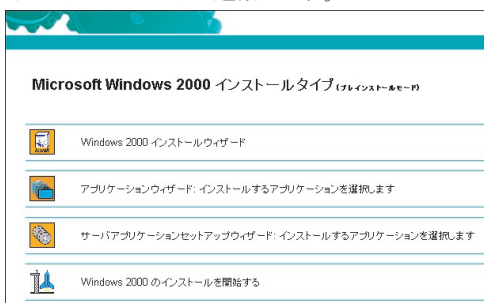 Microsoft Windows 2000 インストールタイプ(プレインストールモード)
Windows 2000 インストールウィザード
アプリケーションウィザード: インストールするアプリケーションを選択します
サーバアプリケーションセットアップウィザード: インストールするアプリケーションを選択します
Windows 2000 のインストールを開始する